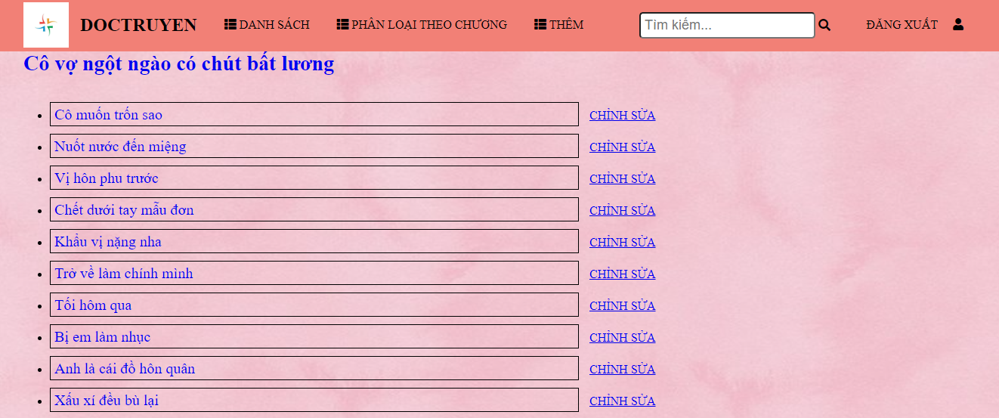 DOCTRUYEN DANH SÁCH PHÂN LOẠI THEO CHƯƠNG THÊM Tìm kiếm... ĐĂNG XUẤT
Cô vợ ngột ngào có chút bất lương
Cô muốn trốn sao CHỈNH SỬA
Nuốt nước đến miệng CHỈNH SỬA
Vị hôn phu trước CHỈNH SỬA
Chết dưới tay mẫu đơn CHỈNH SỬA
Khẩu vị nặng nha CHỈNH SỬA
Trở về làm chính mình CHỈNH SỬA
Tối hôm qua CHỈNH SỬA
Bị em làm nhục CHỈNH SỬA
Anh là cái đồ hôn quân CHỈNH SỬA
Xấu xí đều bù lại CHỈNH SỬA